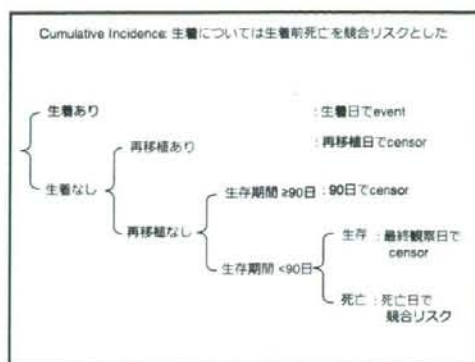 Cumulative Incidence: 生着については生着前死亡を競合リスクとした
生着あり : 生着日でevent
再移植あり : 再移植日でcensor
生着なし 生存期間 ≥90日 : 90日でcensor
再移植なし 生存 : 最終観察日で
censor
生存期間 <90日
死亡 : 死亡日で
競合リスク